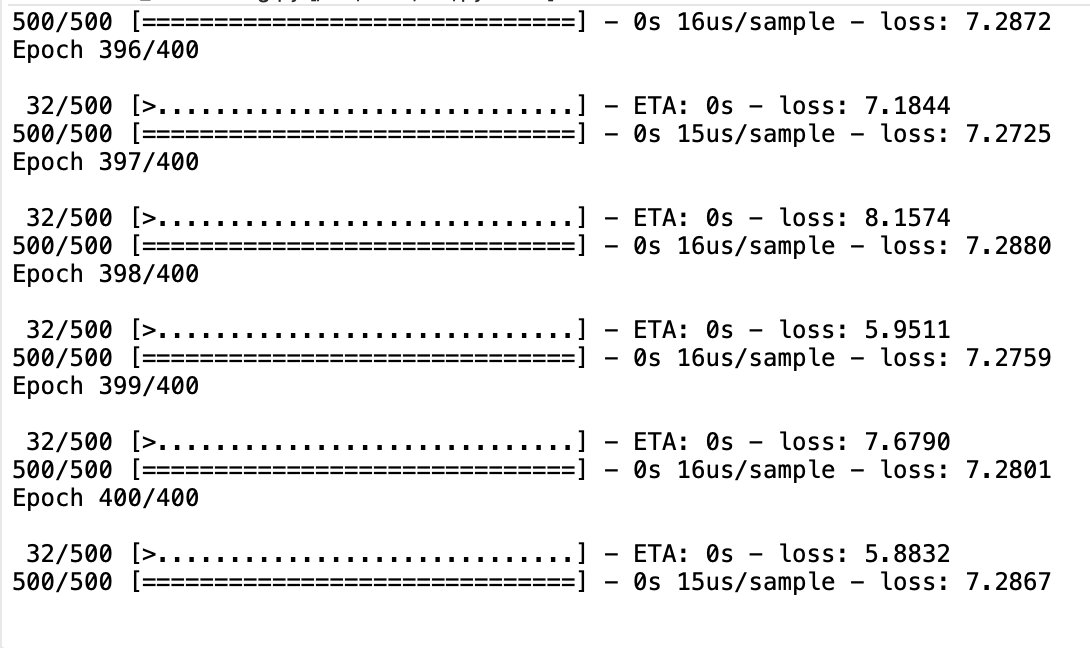 500/500 [==============================] - 0s 16us/sample - loss: 7.2872
Epoch 396/400
 32/500 [>.............................] - ETA: 0s - loss: 7.1844
500/500 [==============================] - 0s 15us/sample - loss: 7.2725
Epoch 397/400
 32/500 [>.............................] - ETA: 0s - loss: 8.1574
500/500 [==============================] - 0s 16us/sample - loss: 7.2880
Epoch 398/400
 32/500 [>.............................] - ETA: 0s - loss: 5.9511
500/500 [==============================] - 0s 16us/sample - loss: 7.2759
Epoch 399/400
 32/500 [>.............................] - ETA: 0s - loss: 7.6790
500/500 [==============================] - 0s 16us/sample - loss: 7.2801
Epoch 400/400
 32/500 [>.............................] - ETA: 0s - loss: 5.8832
500/500 [==============================] - 0s 15us/sample - loss: 7.2867